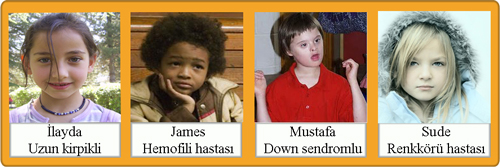 İlayda
Uzun kirpikli
James
Hemofili hastası
Mustafa
Down sendromlu
Sude
Renkkörü hastası